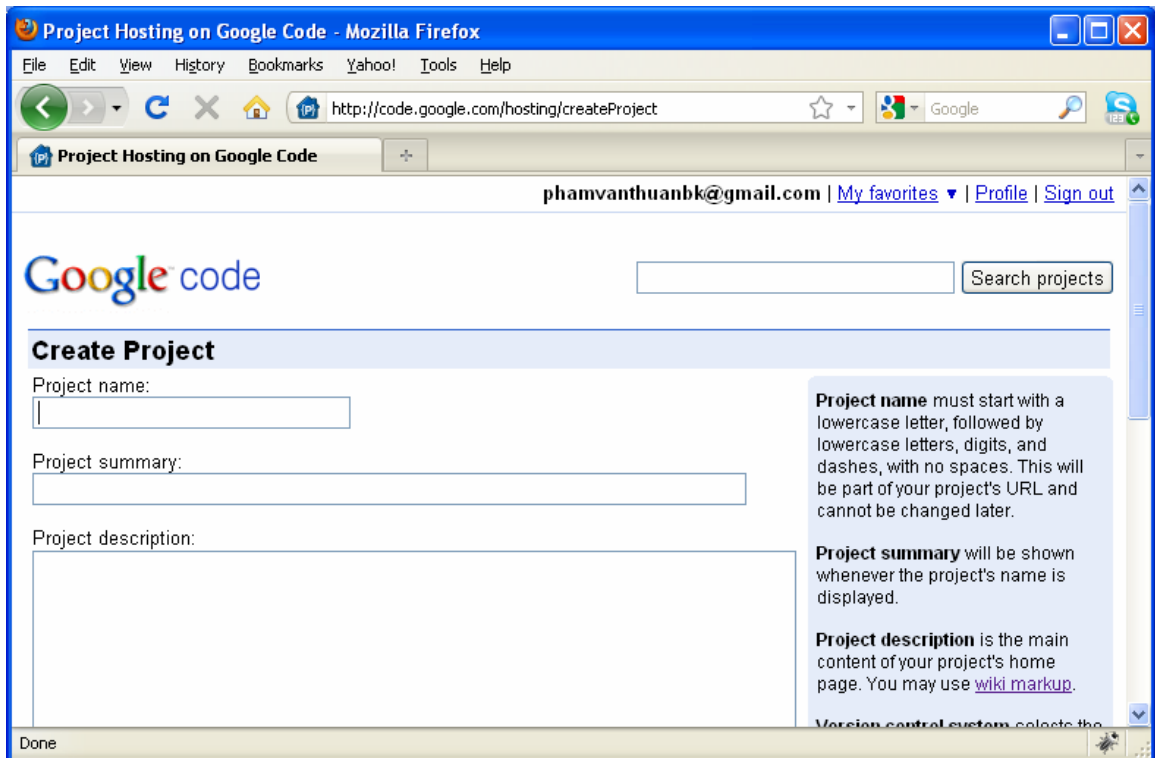 Project Hosting on Google Code - Mozilla Firefox
File Edit View History Bookmarks Yahoo! Tools Help
http://code.google.com/hosting/createProject
Google
Project Hosting on Google Code
phamvanthuanbk@gmail.com | My favorites ▼ | Profile | Sign out
Google code
Search projects
Create Project
Project name:
Project summary:
Project description:
Project name must start with a
lowercase letter, followed by
lowercase letters, digits, and
dashes, with no spaces. This will
be part of your project's URL and
cannot be changed later.
Project summary will be shown
whenever the project's name is
displayed.
Project description is the main
content of your project's home
page. You may use wiki markup.
Version control system selects the
Done